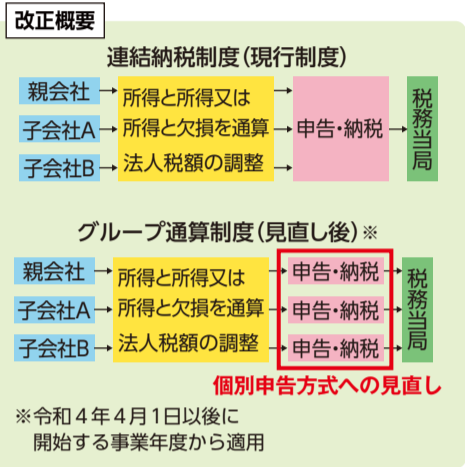 改正概要
連結納税制度（現行制度）
親会社
子会社A
子会社B
所得と所得又は
所得と欠損を通算
法人税額の調整
申告・納税
税務当局
グループ通算制度（見直し後）※
親会社
子会社A
子会社B
所得と所得又は
所得と欠損を通算
法人税額の調整
申告・納税
申告・納税
申告・納税
税務当局
個別申告方式への見直し
※令和４年４月１日以後に
開始する事業年度から適用